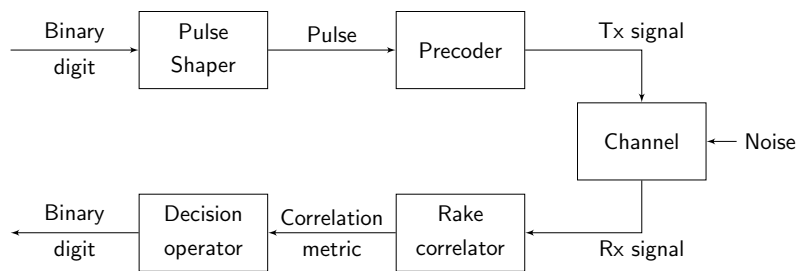 Binary
digit
Pulse
Shaper
Pulse
Precoder
Tx signal
Channel
Noise
Binary
digit
Decision
operator
Correlation
metric
Rake
correlator
Rx signal